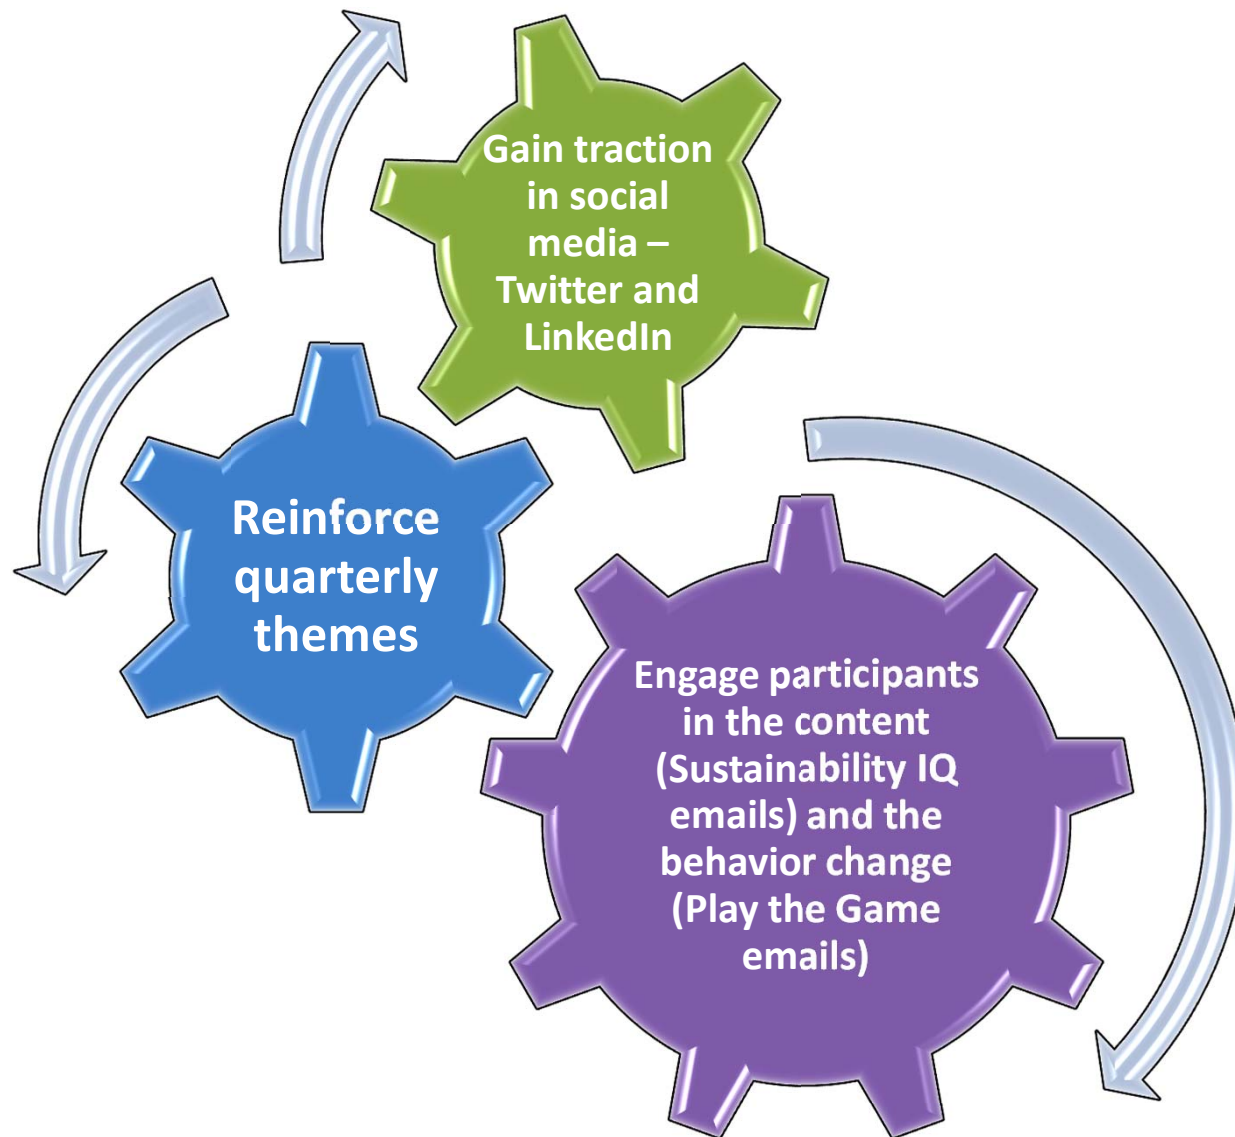 Gain traction
in social
media –
Twitter and
LinkedIn
Reinforce
quarterly
themes
Engage participants
in the content
(Sustainability IQ
emails) and the
behavior change
(Play the Game
emails)